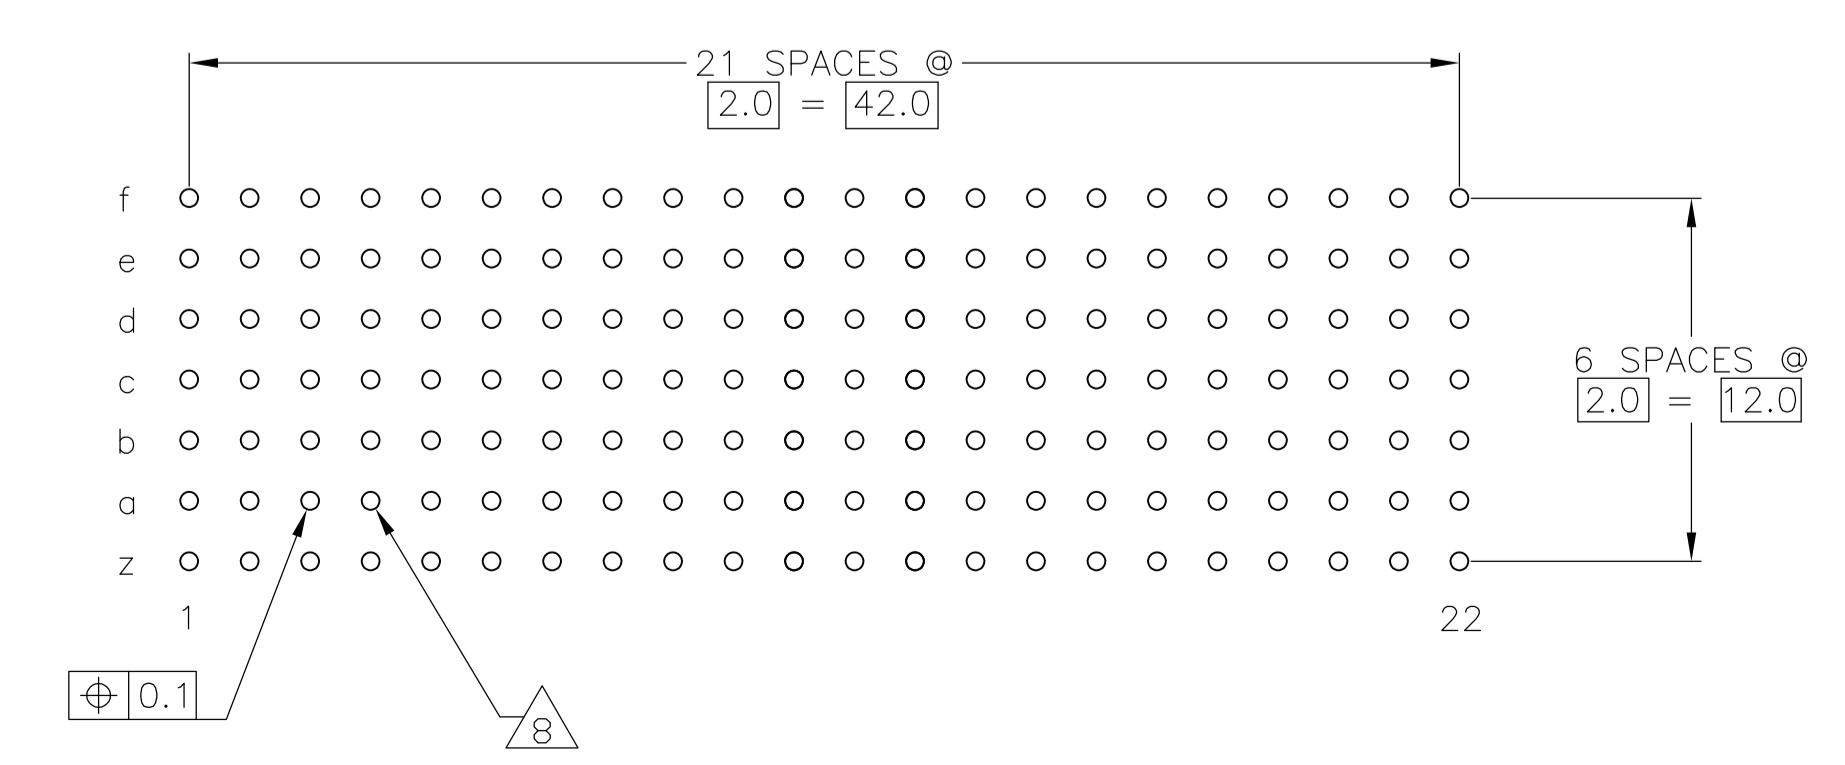 21 SPACES @
2.0 = 42.0
f
e
d
c
b
a
z
6 SPACES @
2.0 = 12.0
1
22
⌖ 0.1
8